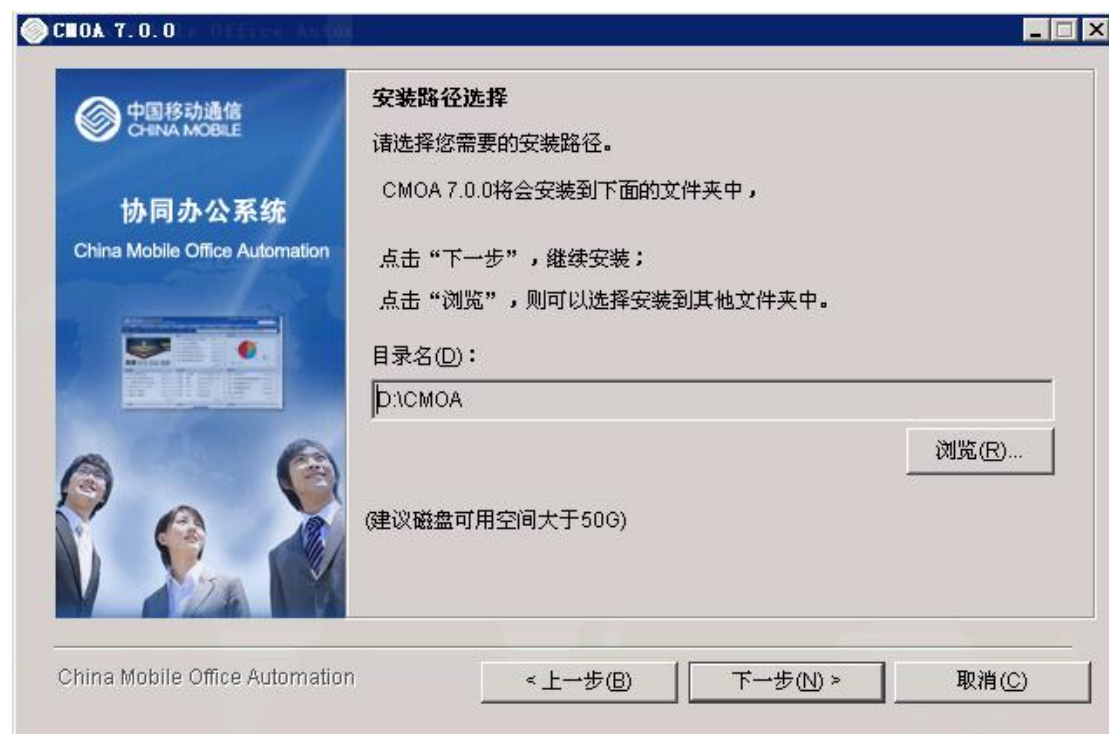 CMOA 7.0.0
中国移动通信
CHINA MOBILE
协同办公系统
China Mobile Office Automation
安装路径选择
请选择您需要的安装路径。
CMOA 7.0.0将会安装到下面的文件夹中，
点击“下一步”，继续安装；
点击“浏览”，则可以选择安装到其他文件夹中。
目录名(D)：
D:\CMOA
浏览(R)...
(建议磁盘可用空间大于50G)
China Mobile Office Automation
<上一步(B)
下一步(N) >
取消(C)